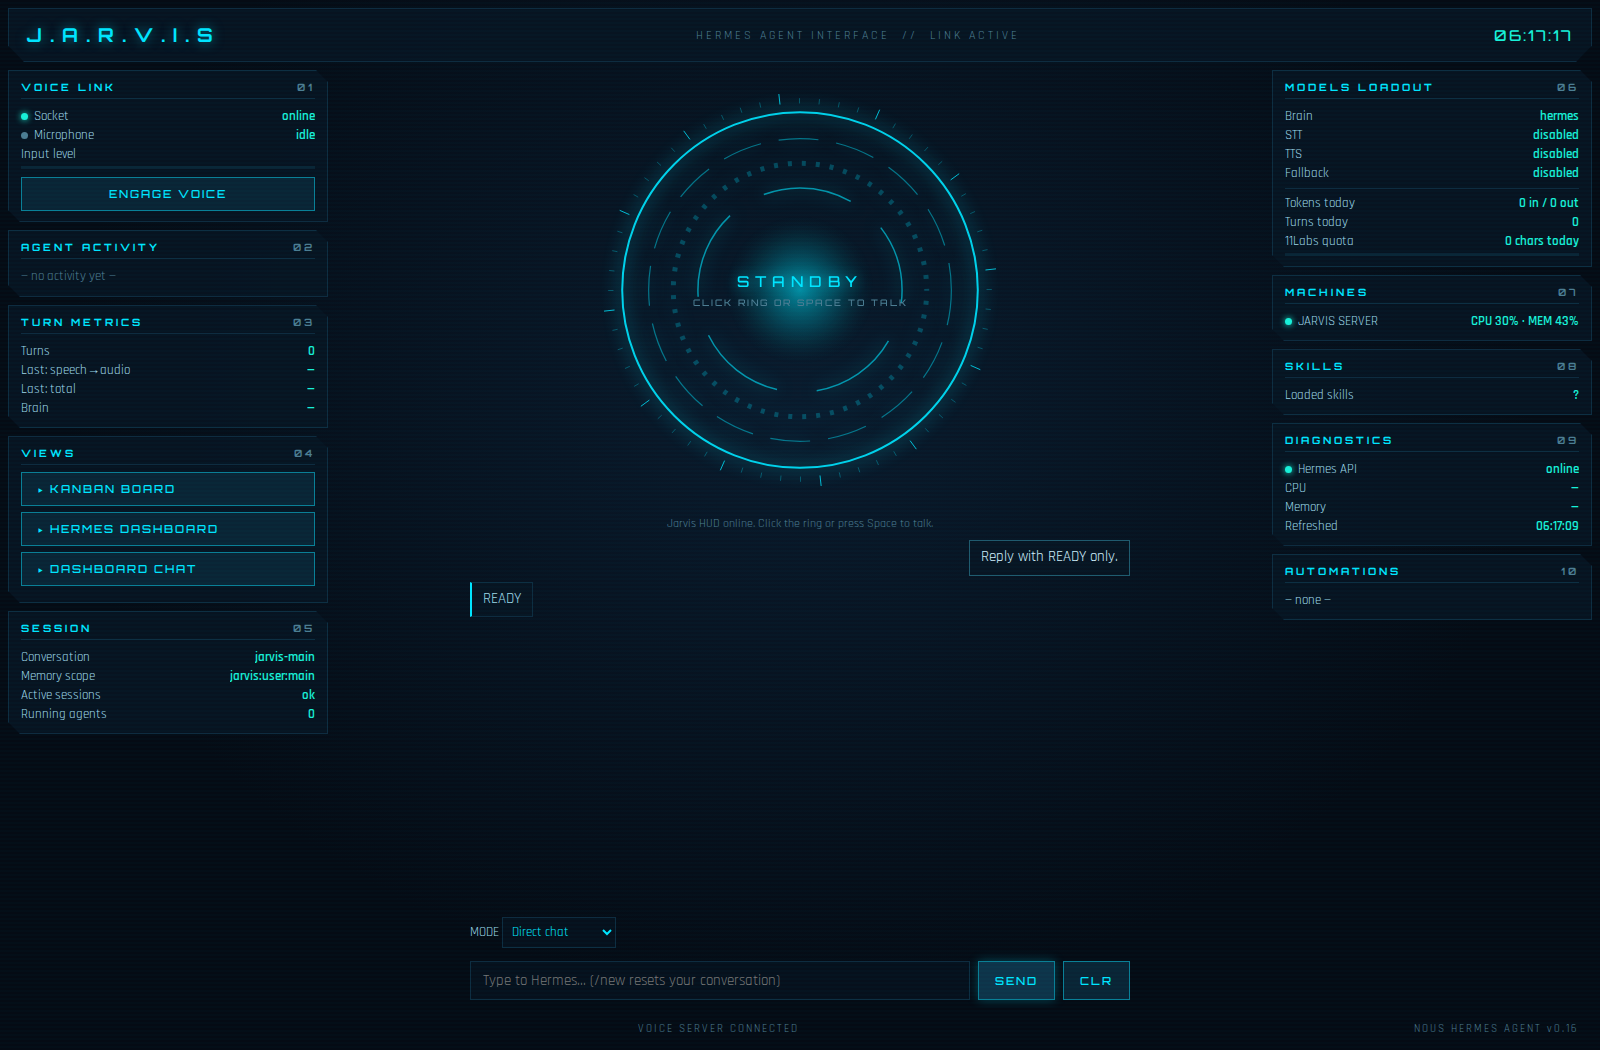 J.A.R.V.I.S
HERMES AGENT INTERFACE // LINK ACTIVE
06:17:17
VOICE LINK 01
Socket online
Microphone idle
Input level
ENGAGE VOICE
AGENT ACTIVITY 02
— no activity yet —
TURN METRICS 03
Turns 0
Last: speech→audio —
Last: total —
Brain —
VIEWS 04
▸ KANBAN BOARD
▸ HERMES DASHBOARD
▸ DASHBOARD CHAT
SESSION 05
Conversation jarvis-main
Memory scope jarvis:user:main
Active sessions ok
Running agents 0
STANDBY
CLICK RING OR SPACE TO TALK
Jarvis HUD online. Click the ring or press Space to talk.
Reply with READY only.
READY
MODE Direct chat
Type to Hermes... (/new resets your conversation)
SEND
CLR
MODELS LOADOUT 06
Brain hermes
STT disabled
TTS disabled
Fallback disabled
Tokens today 0 in / 0 out
Turns today 0
11Labs quota 0 chars today
MACHINES 07
JARVIS SERVER CPU 30% · MEM 43%
SKILLS 08
Loaded skills ?
DIAGNOSTICS 09
Hermes API online
CPU —
Memory —
Refreshed 06:17:09
AUTOMATIONS 10
— none —
VOICE SERVER CONNECTED
NOUS HERMES AGENT v0.16